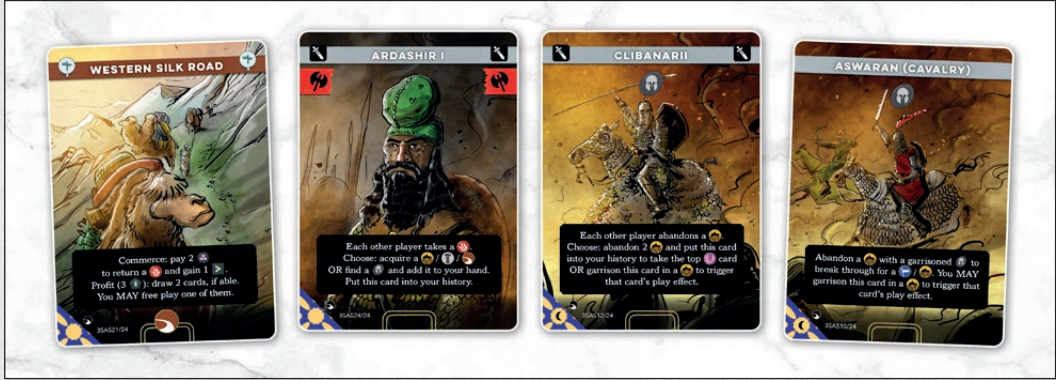 WESTERN SILK ROAD
Commerce: pay 2
to return a and gain 1 .
Profit (3 ): draw 2 cards, if able.
You MAY free play one of them.
3SAS21/24
ARDASHIR I
Each other player takes a .
Choose: acquire a / /
OR find a and add it to your hand.
Put this card into your history.
3SAS24/24
CLIBANARII
Each other player abandons a .
Choose: abandon 2 and put this card
into your history to take the top card
OR garrison this card in a to trigger
that card's play effect.
3SAS12/24
ASWARAN (CAVALRY)
Abandon a with a garrisoned to
break through for a / . You MAY
garrison this card in a to trigger that
card's play effect.
3SAS10/24